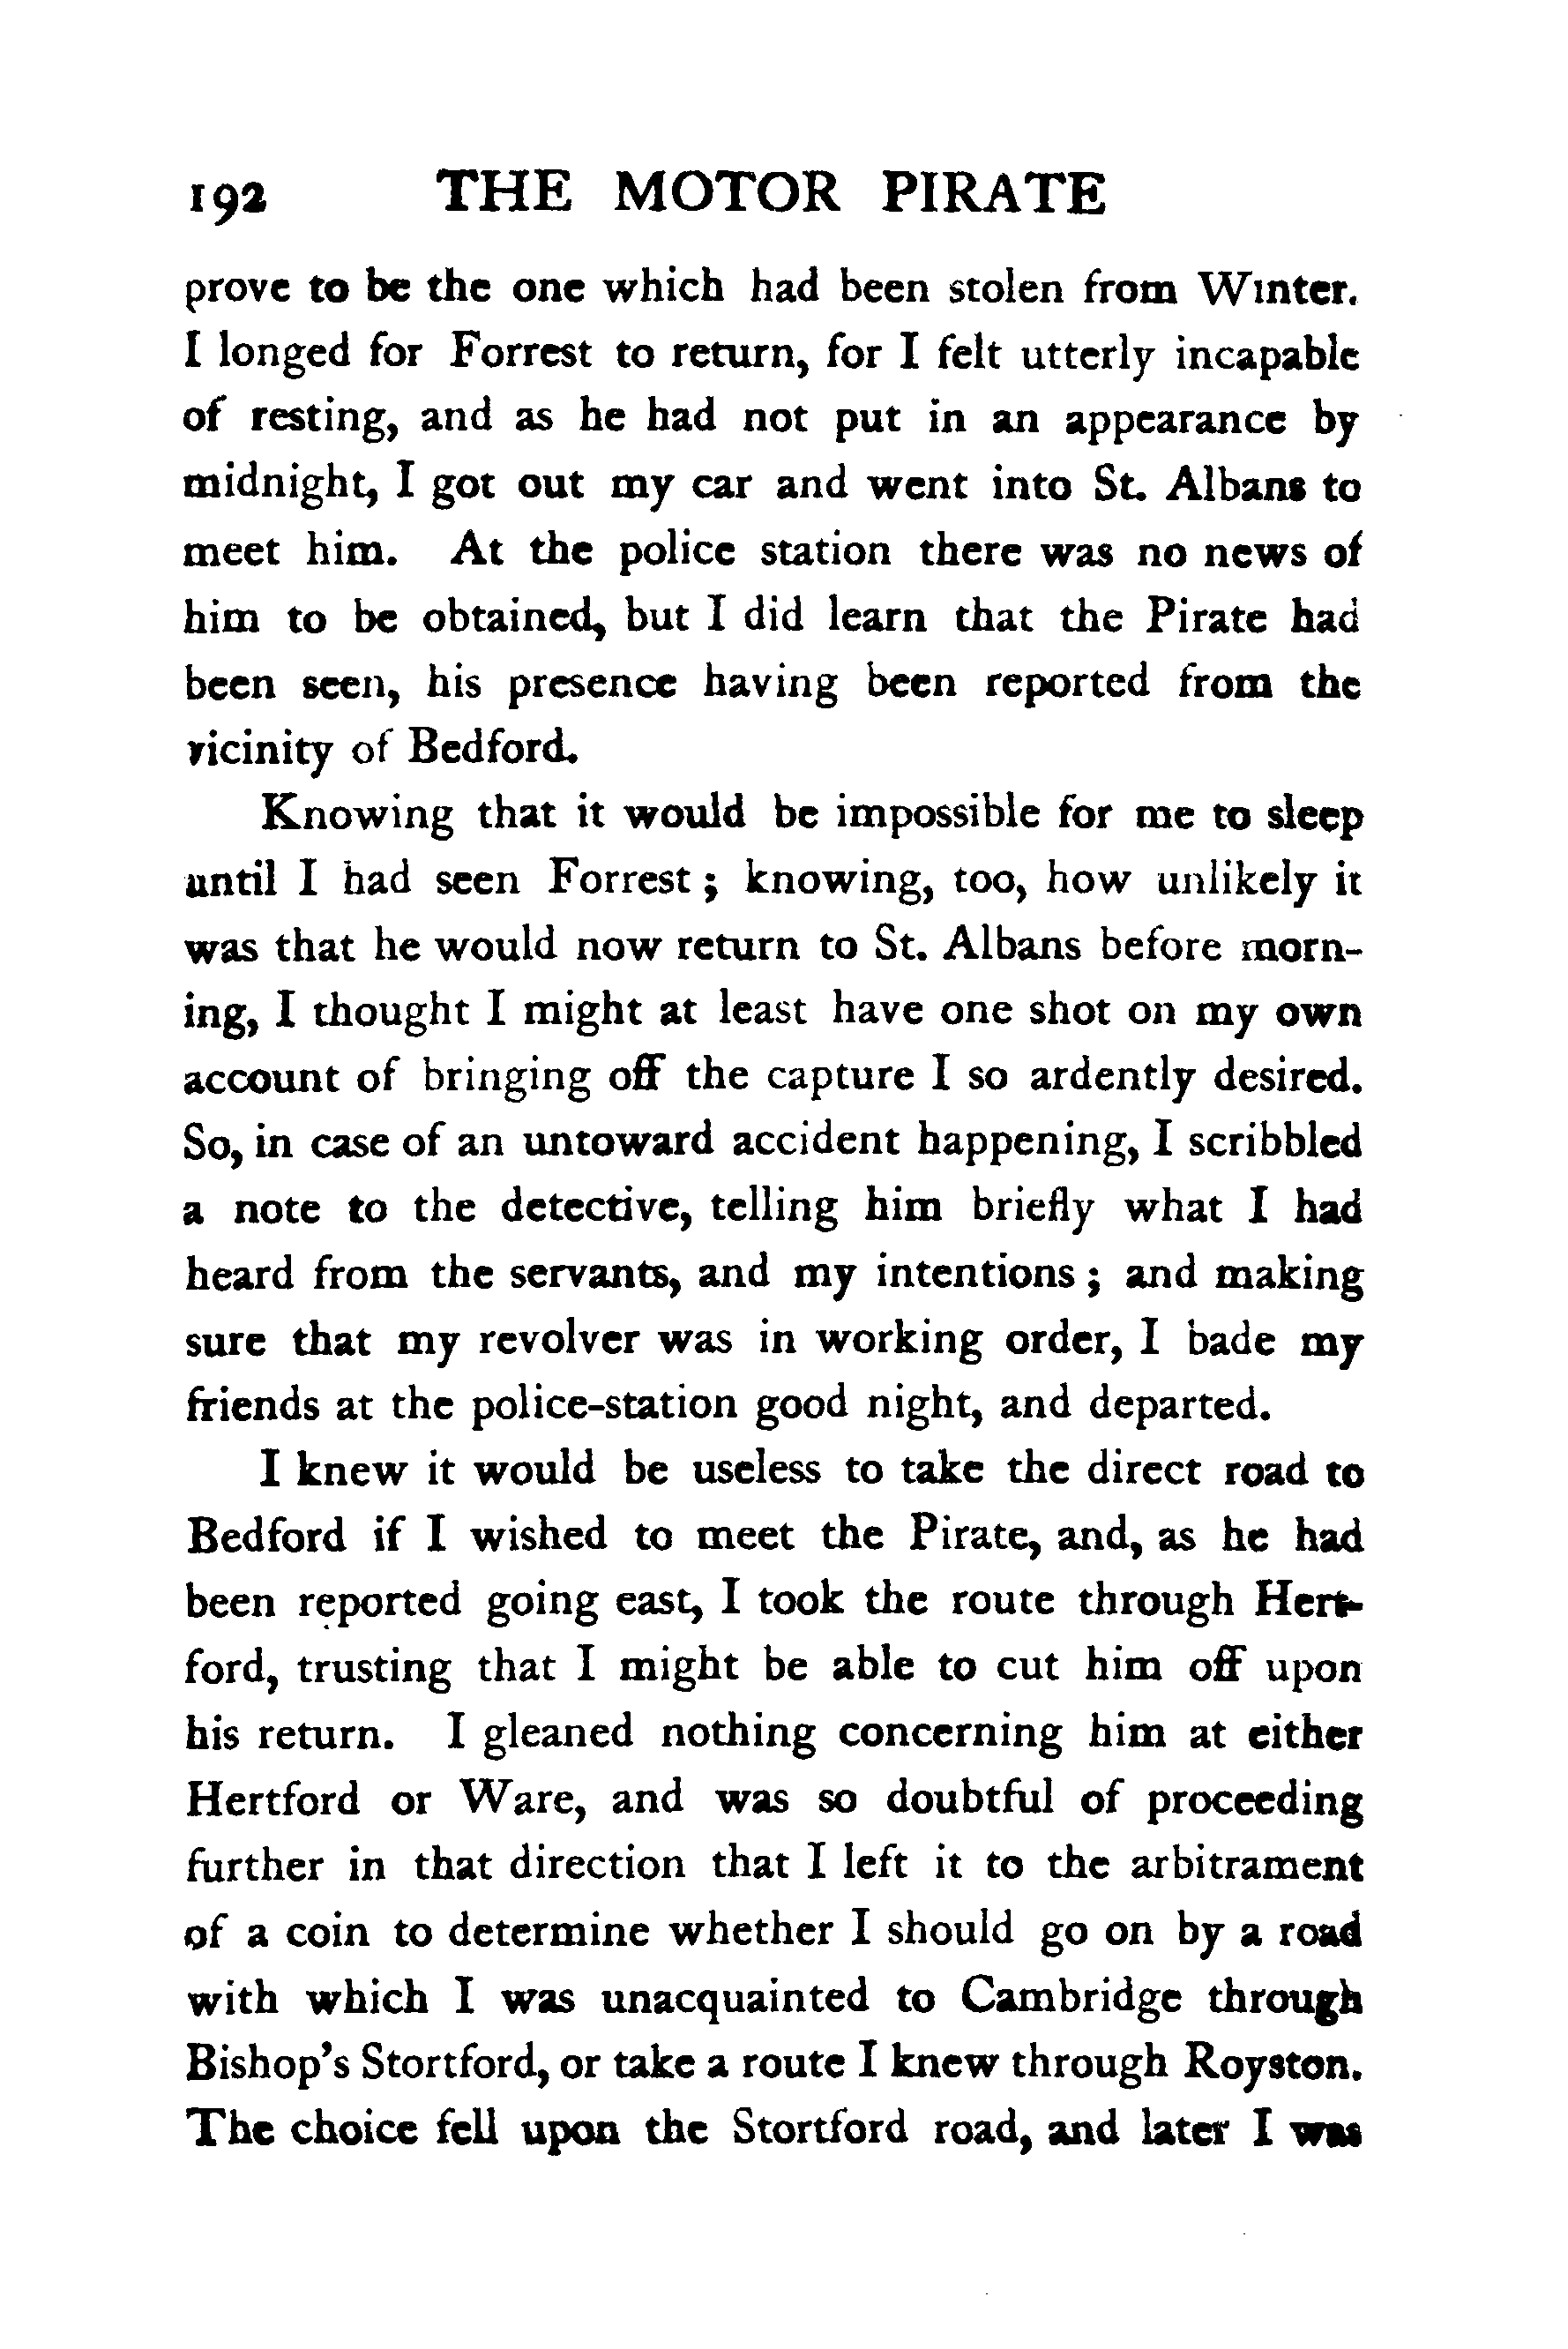 192 THE MOTOR PIRATE
prove to be the one which had been stolen from Winter.
I longed for Forrest to return, for I felt utterly incapable
of resting, and as he had not put in an appearance by
midnight, I got out my car and went into St. Albans to
meet him. At the police station there was no news of
him to be obtained, but I did learn that the Pirate had
been seen, his presence having been reported from the
vicinity of Bedford.
Knowing that it would be impossible for me to sleep
until I had seen Forrest ; knowing, too, how unlikely it
was that he would now return to St. Albans before morn-
ing, I thought I might at least have one shot on my own
account of bringing off the capture I so ardently desired.
So, in case of an untoward accident happening, I scribbled
a note to the detective, telling him briefly what I had
heard from the servants, and my intentions ; and making
sure that my revolver was in working order, I bade my
friends at the police-station good night, and departed.
I knew it would be useless to take the direct road to
Bedford if I wished to meet the Pirate, and, as he had
been reported going east, I took the route through Hert-
ford, trusting that I might be able to cut him off upon
his return. I gleaned nothing concerning him at either
Hertford or Ware, and was so doubtful of proceeding
further in that direction that I left it to the arbitrament
of a coin to determine whether I should go on by a road
with which I was unacquainted to Cambridge through
Bishop's Stortford, or take a route I knew through Royston.
The choice fell upon the Stortford road, and later I was